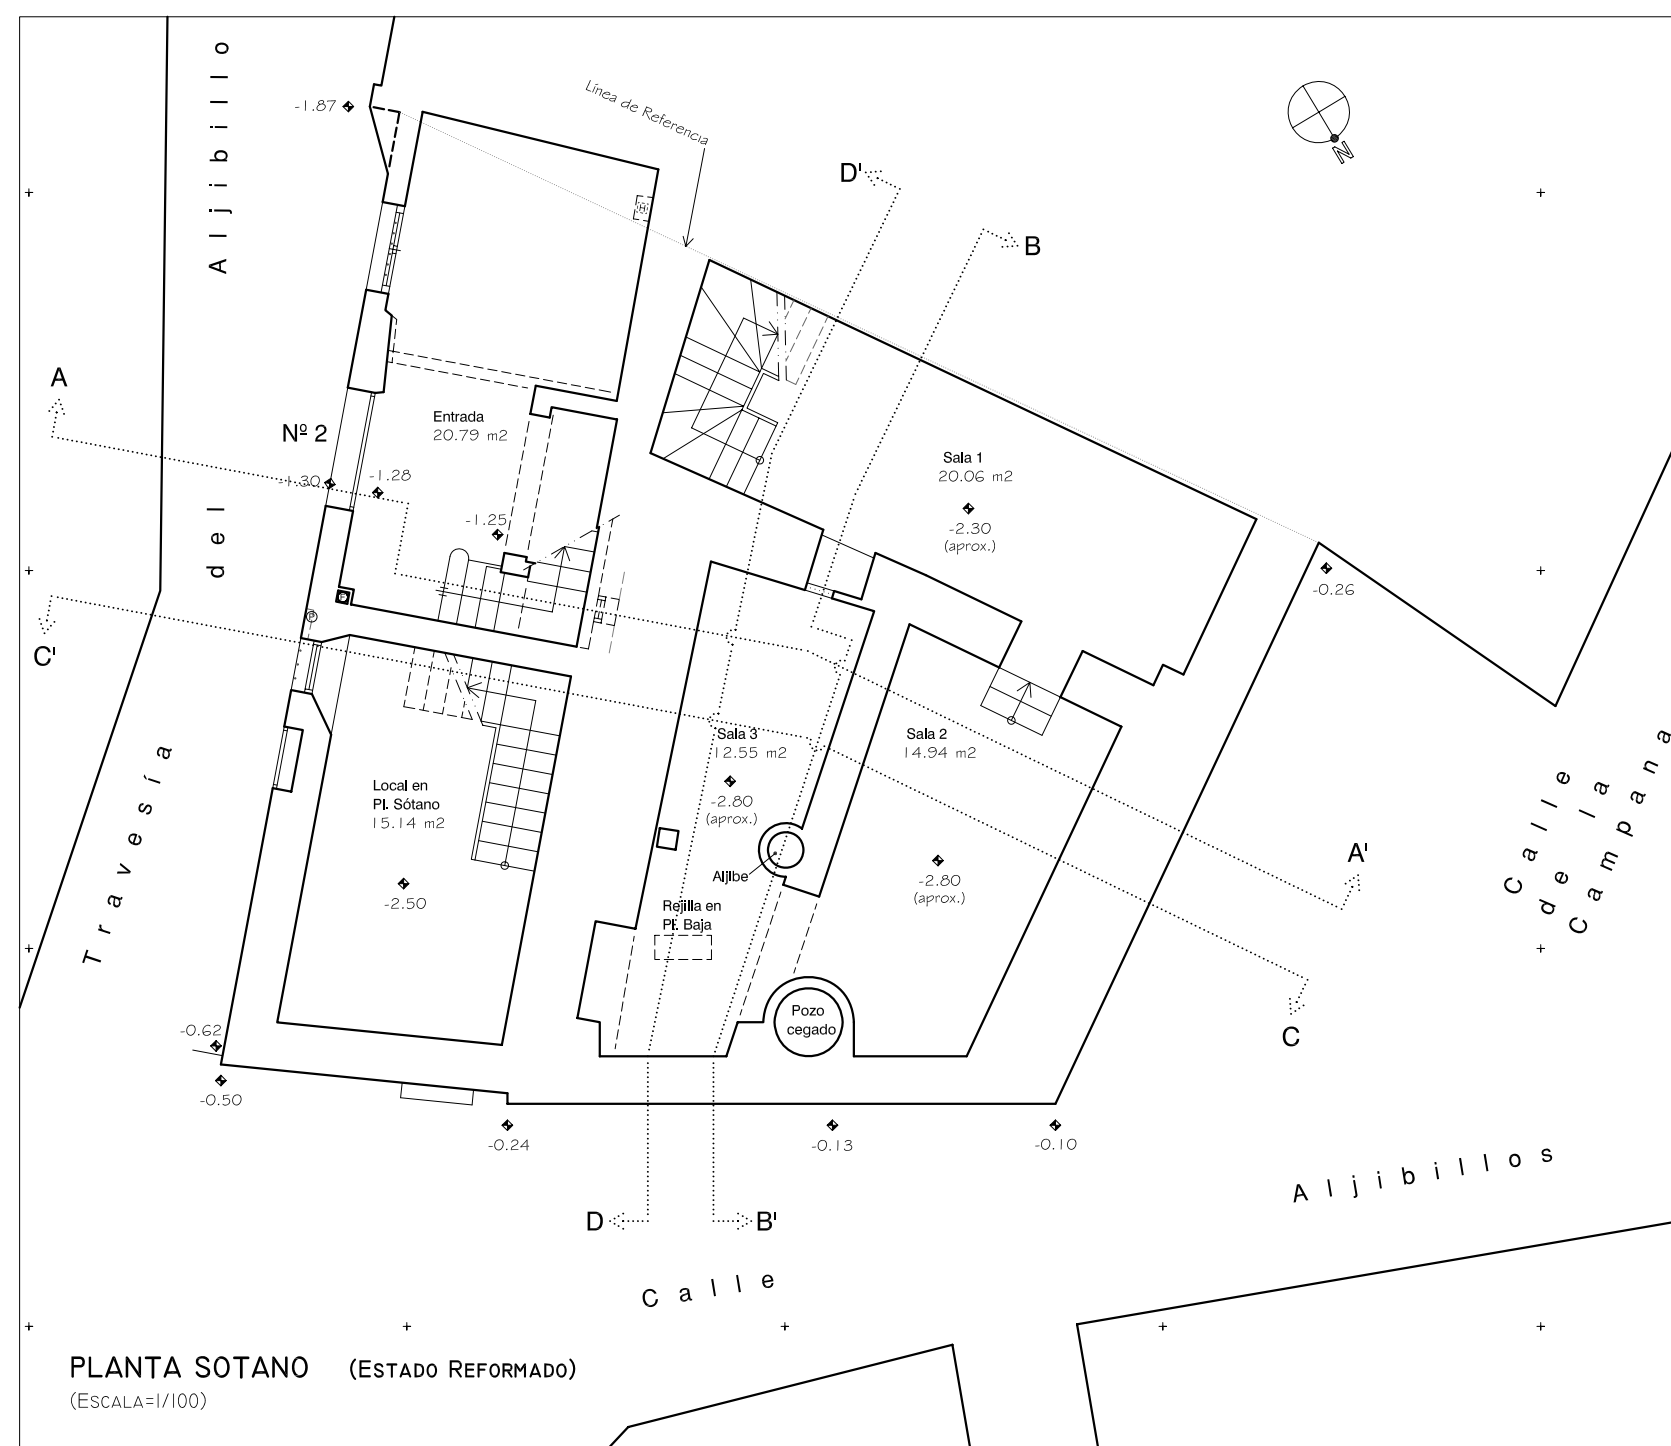 Travesía del Aljibillo
-1.87
Línea de Referencia
N
D'
B
A
Nº 2
Entrada
20.79 m2
-1.30
-1.28
-1.25
Sala 1
20.06 m2
-2.30
(aprox.)
-0.26
C'
Sala 3
12.55 m2
-2.80
(aprox.)
Sala 2
14.94 m2
-2.80
(aprox.)
Local en
Pl. Sótano
15.14 m2
-2.50
Aljibe
Rejilla en
Pl. Baja
Pozo
cegado
A'
C
Calle
de la
Campana
-0.62
-0.50
-0.24
-0.13
-0.10
D
B'
Calle Aljibillos
PLANTA SOTANO (ESTADO REFORMADO)
(ESCALA=1/100)